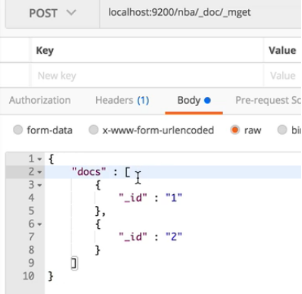 POST localhost:9200/nba/_doc/_mget
Key Value
New key Value
Authorization Headers (1) Body Pre-request Sc
form-data x-www-form-urlencoded raw bi
1 {
2 "docs" : [
3 {
4 "_id" : "1"
5 },
6 {
7 "_id" : "2"
8 }
9 ]
10 }